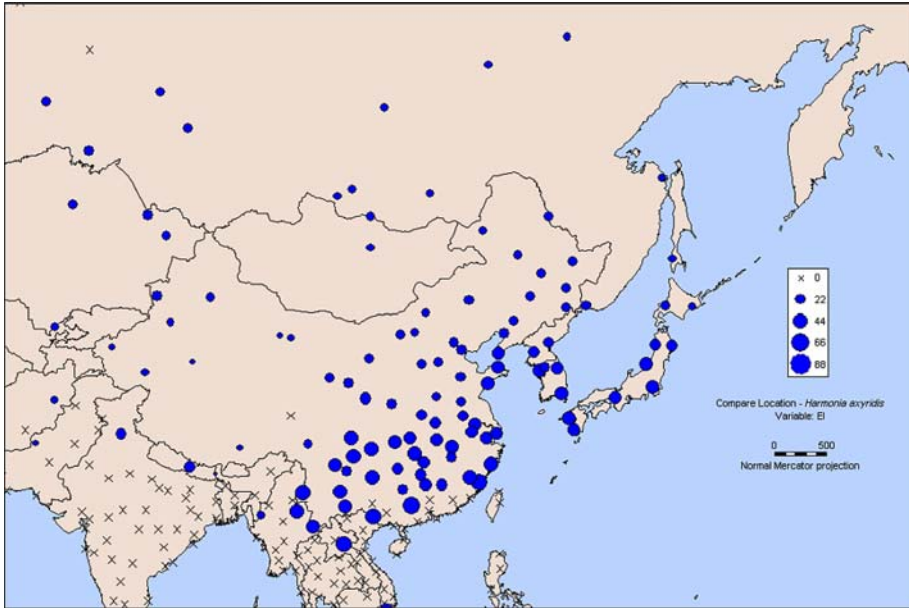 0
22
44
66
88
Compare Location - Harmonia axyridis
Variable: EI
0 500
Normal Mercator projection